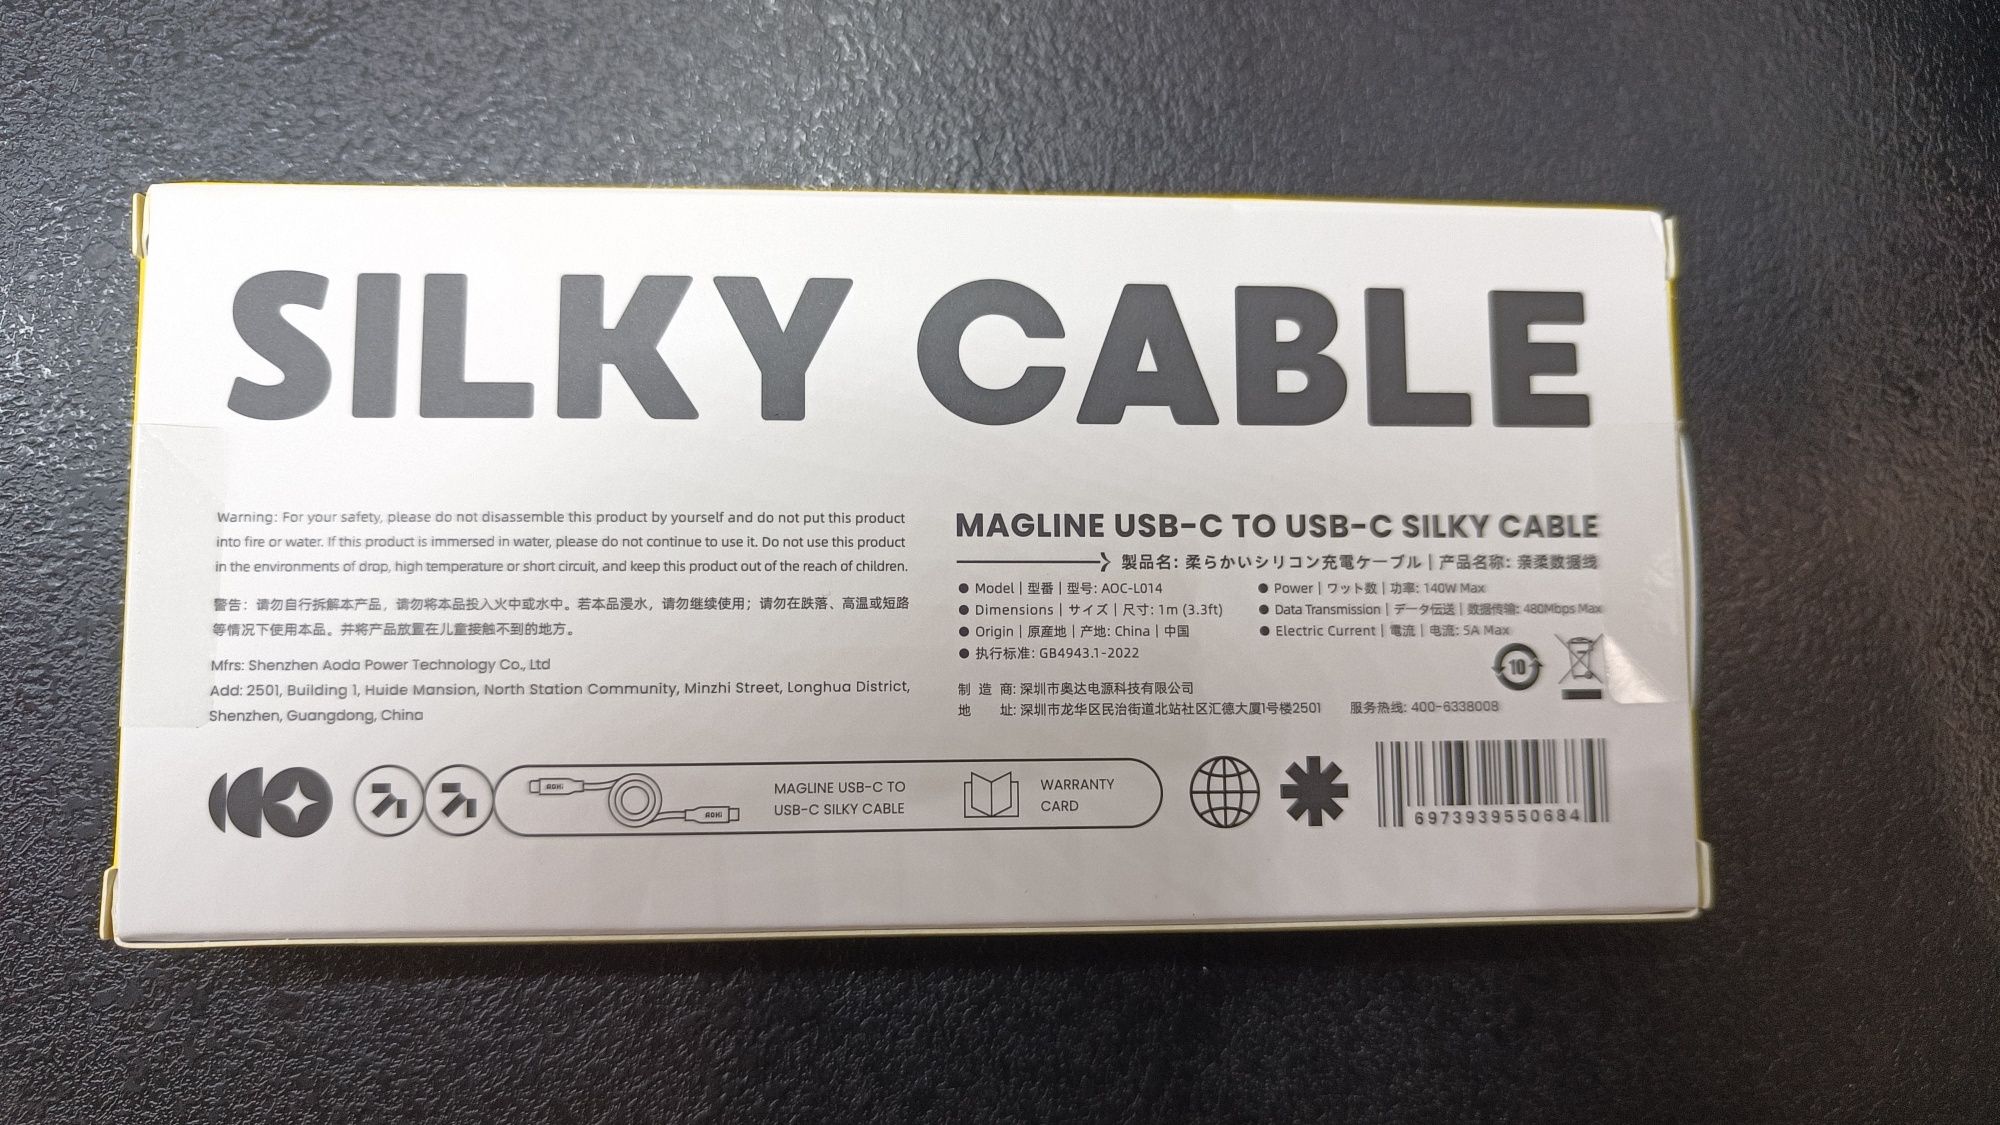 SILKY CABLE
Warning: For your safety, please do not disassemble this product by yourself and do not put this product
into fire or water. If this product is immersed in water, please do not continue to use it. Do not use this product
in the environments of drop, high temperature or short circuit, and keep this product out of the reach of children.
警告：请勿自行拆解本产品，请勿将本品投入火中或水中。若本品浸水，请勿继续使用；请勿在跌落、高温或短路
等情况下使用本品。并将产品放置在儿童接触不到的地方。
Mfrs: Shenzhen Aoda Power Technology Co., Ltd
Add: 2501, Building 1, Huide Mansion, North Station Community, Minzhi Street, Longhua District,
Shenzhen, Guangdong, China
MAGLINE USB-C TO USB-C SILKY CABLE
製品名: 柔らかいシリコン充電ケーブル | 产品名称: 亲柔数据线
● Model | 型番 | 型号: AOC-L014
● Dimensions | サイズ | 尺寸: 1m (3.3ft)
● Origin | 原産地 | 产地: China | 中国
● 执行标准: GB4943.1-2022
● Power | ワット数 | 功率: 140W Max
● Data Transmission | データ伝送 | 数据传输: 480Mbps Max
● Electric Current | 電流 | 电流: 5A Max
10
制 造 商: 深圳市奥达电源科技有限公司
地 址: 深圳市龙华区民治街道北站社区汇德大厦1号楼2501 服务热线: 400-6338008
AOHi
AOHi
MAGLINE USB-C TO
USB-C SILKY CABLE
WARRANTY
CARD
6973939550684